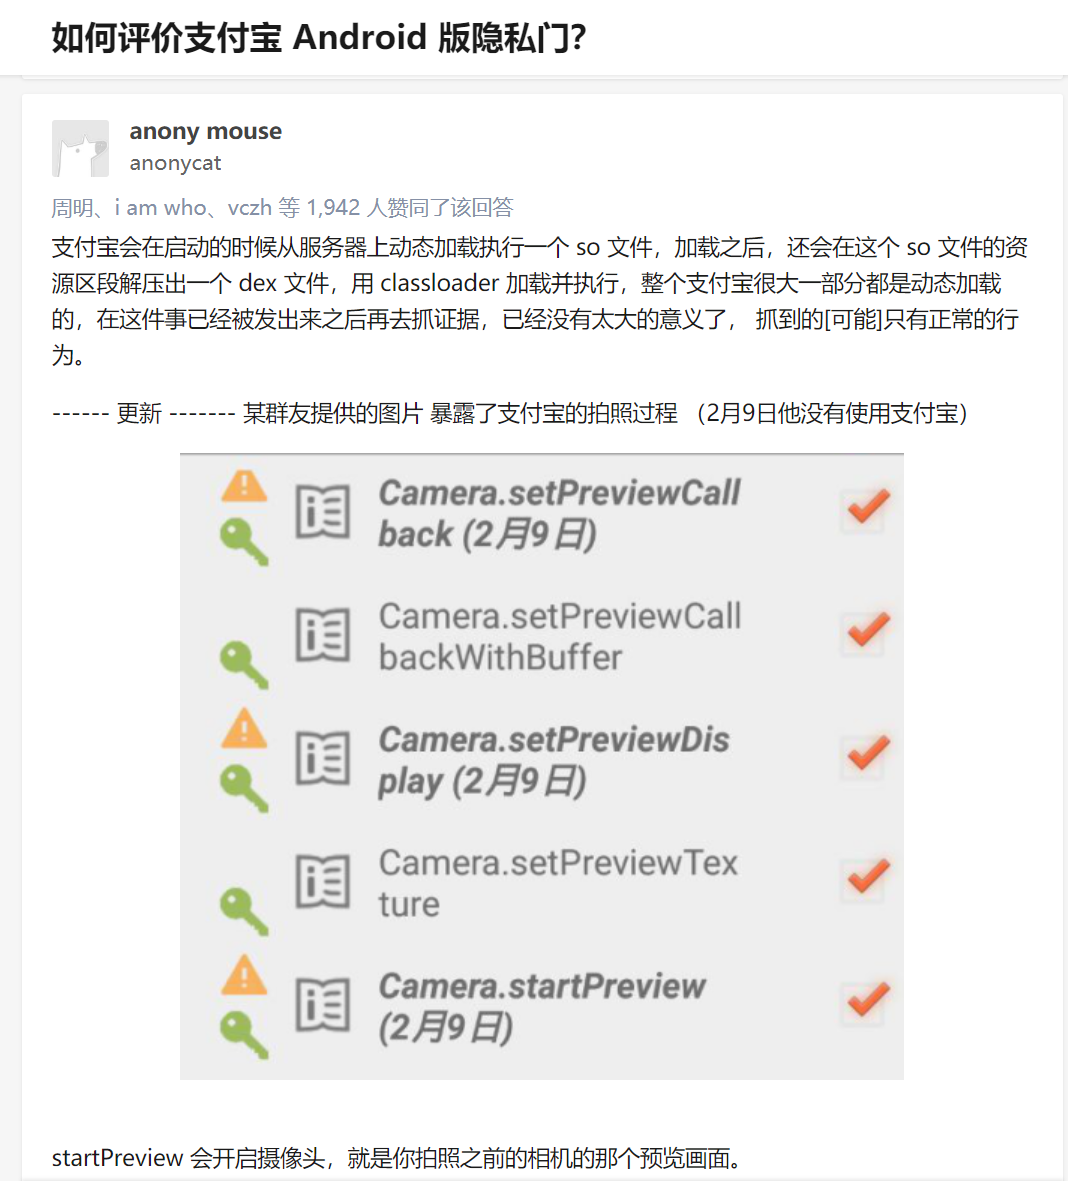 如何评价支付宝 Android 版隐私门？
anony mouse
anonycat
周明、i am who、vczh 等 1,942 人赞同了该回答
支付宝会在启动的时候从服务器上动态加载执行一个 so 文件，加载之后，还会在这个 so 文件的资
源区段解压出一个 dex 文件，用 classloader 加载并执行，整个支付宝很大一部分都是动态加载
的，在这件事已经被发出来之后再去抓证据，已经没有太大的意义了， 抓到的[可能]只有正常的行
为。
------ 更新 ------- 某群友提供的图片 暴露了支付宝的拍照过程 （2月9日他没有使用支付宝）
Camera.setPreviewCall
back (2月9日)
Camera.setPreviewCall
backWithBuffer
Camera.setPreviewDis
play (2月9日)
Camera.setPreviewTex
ture
Camera.startPreview
(2月9日)
startPreview 会开启摄像头，就是你拍照之前的相机的那个预览画面。